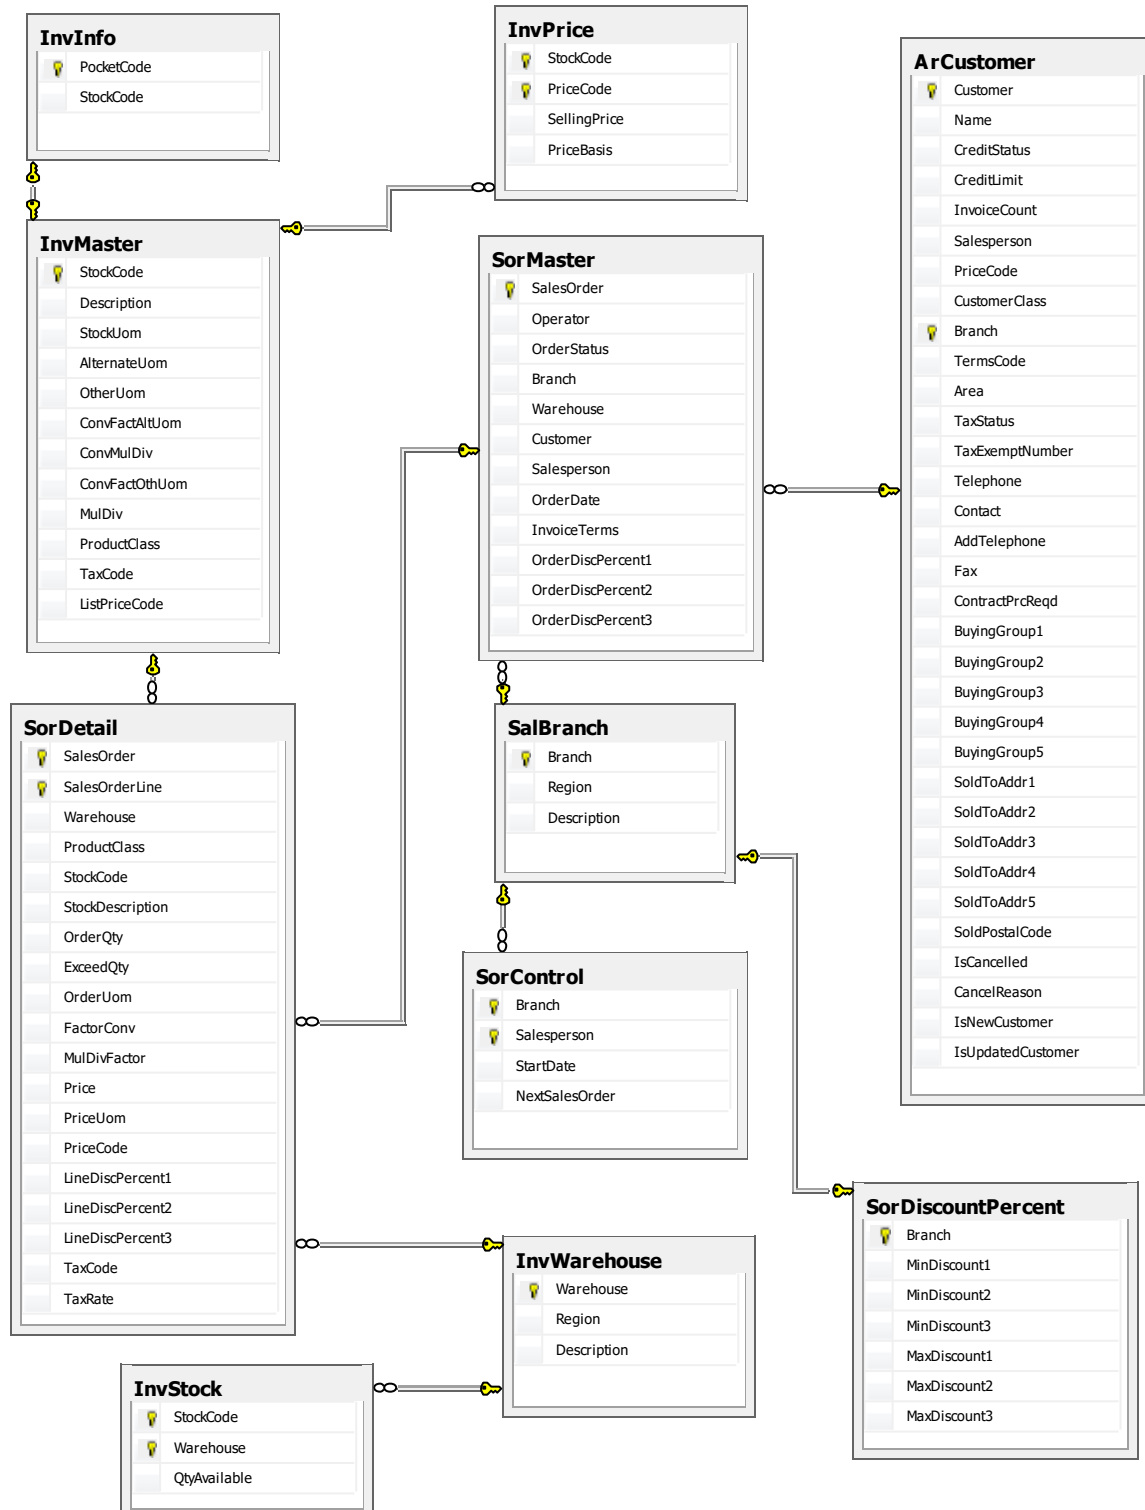 InvInfo
PocketCode
StockCode
InvPrice
StockCode
PriceCode
SellingPrice
PriceBasis
ArCustomer
Customer
Name
CreditStatus
CreditLimit
InvoiceCount
Salesperson
PriceCode
CustomerClass
Branch
TermsCode
Area
TaxStatus
TaxExemptNumber
Telephone
Contact
AddTelephone
Fax
ContractPrcReqd
BuyingGroup1
BuyingGroup2
BuyingGroup3
BuyingGroup4
BuyingGroup5
SoldToAddr1
SoldToAddr2
SoldToAddr3
SoldToAddr4
SoldToAddr5
SoldPostalCode
IsCancelled
CancelReason
IsNewCustomer
IsUpdatedCustomer
InvMaster
StockCode
Description
StockUom
AlternateUom
OtherUom
ConvFactAltUom
ConvMulDiv
ConvFactOthUom
MulDiv
ProductClass
TaxCode
ListPriceCode
SorMaster
SalesOrder
Operator
OrderStatus
Branch
Warehouse
Customer
Salesperson
OrderDate
InvoiceTerms
OrderDiscPercent1
OrderDiscPercent2
OrderDiscPercent3
SorDetail
SalesOrder
SalesOrderLine
Warehouse
ProductClass
StockCode
StockDescription
OrderQty
ExceedQty
OrderUom
FactorConv
MulDivFactor
Price
PriceUom
PriceCode
LineDiscPercent1
LineDiscPercent2
LineDiscPercent3
TaxCode
TaxRate
SalBranch
Branch
Region
Description
SorControl
Branch
Salesperson
StartDate
NextSalesOrder
SorDiscountPercent
Branch
MinDiscount1
MinDiscount2
MinDiscount3
MaxDiscount1
MaxDiscount2
MaxDiscount3
InvWarehouse
Warehouse
Region
Description
InvStock
StockCode
Warehouse
QtyAvailable